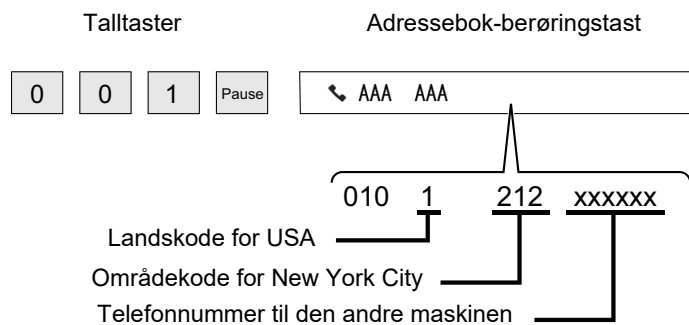 Talltaster Adressebok-berøringstast
0 0 1 Pause AAA AAA
010 1 212 xxxxxx
Landskode for USA
Områdekode for New York City
Telefonnummer til den andre maskinen